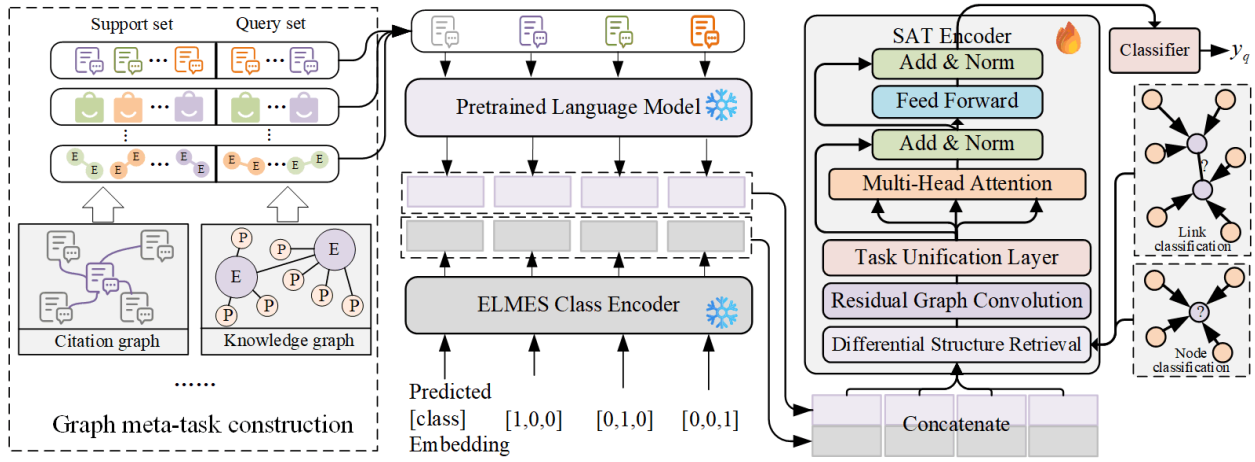 Support set
Query set
...
...
...
...
⋮
⋮
E
E
E
E
...
E
E
E
E
...
E
E
P
P
P
E
E
P
P
P
P
P
Citation graph
Knowledge graph
......
Graph meta-task construction
Pretrained Language Model
ELMES Class Encoder
Predicted
[class]
Embedding
[1,0,0]
[0,1,0]
[0,0,1]
SAT Encoder
Add & Norm
Feed Forward
Add & Norm
Multi-Head Attention
Task Unification Layer
Residual Graph Convolution
Differential Structure Retrieval
Concatenate
Classifier
y_q
?
Link
classification
?
Node
classification